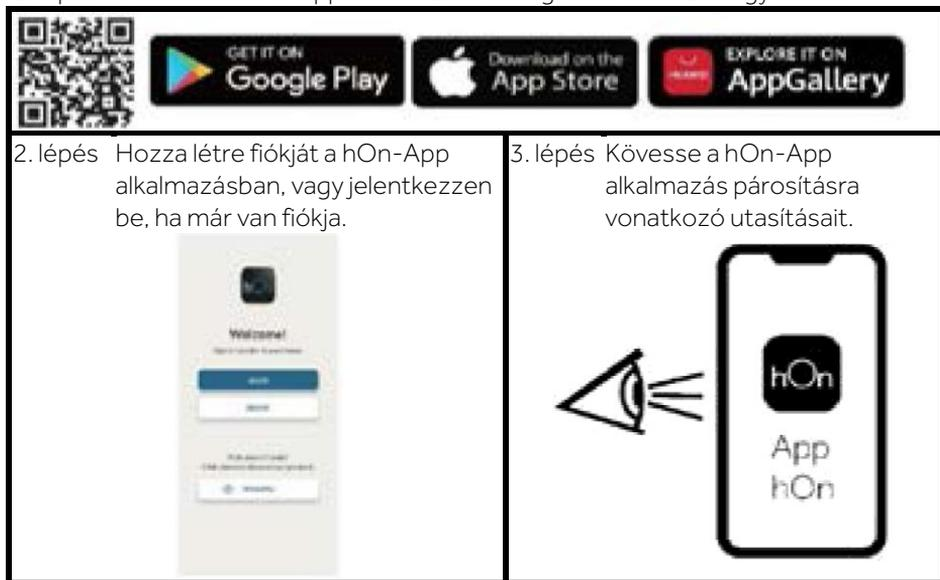 GET IT ON
Google Play
Download on the
App Store
HUAWEI
EXPLORE IT ON
AppGallery
2. lépés Hozza létre fiókját a hOn-App
alkalmazásban, vagy jelentkezzen
be, ha már van fiókja.
3. lépés Kövesse a hOn-App
alkalmazás párosításra
vonatkozó utasításait.
Welcome!
hOn
App
hOn